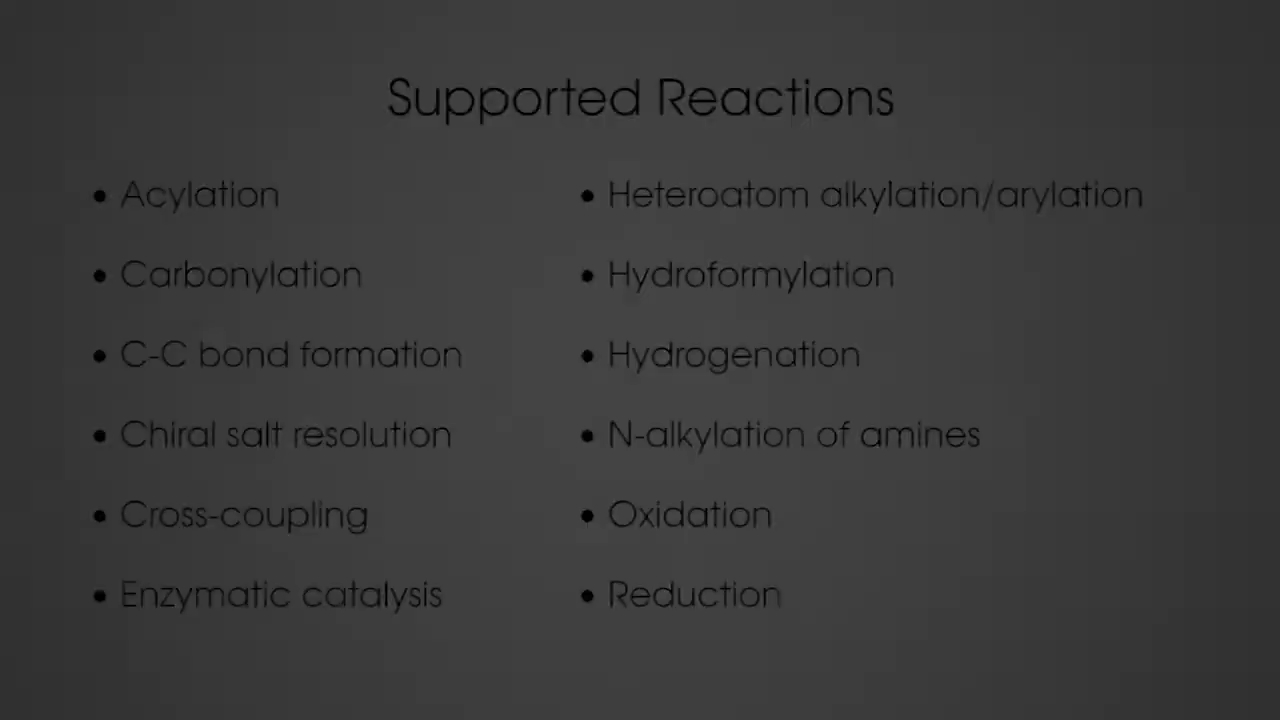 Supported Reactions
• Acylation
• Carbonylation
• C-C bond formation
• Chiral salt resolution
• Cross-coupling
• Enzymatic catalysis
• Heteroatom alkylation/arylation
• Hydroformylation
• Hydrogenation
• N-alkylation of amines
• Oxidation
• Reduction